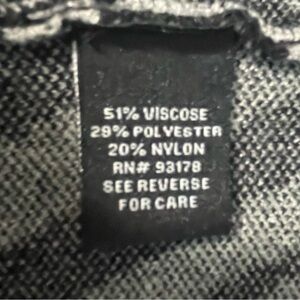 51% VISCOSE
29% POLYESTER
20% NYLON
RN# 93178
SEE REVERSE
FOR CARE